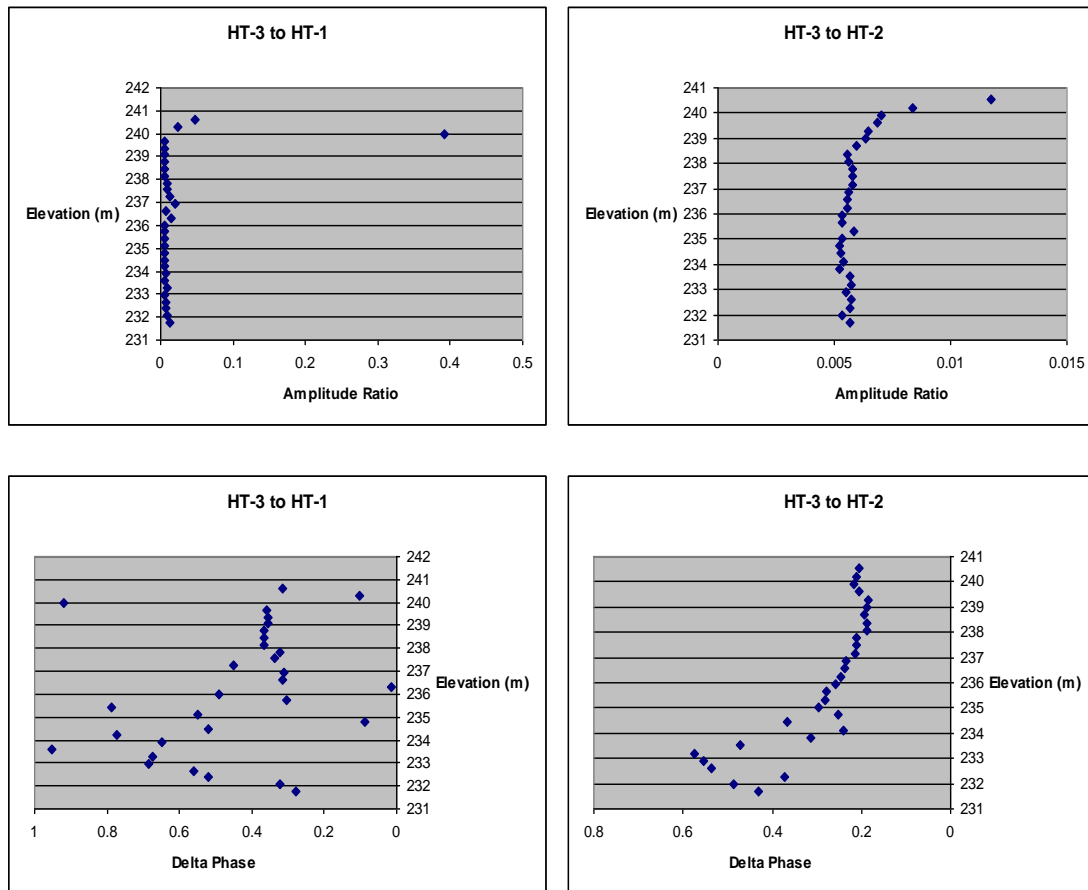 HT-3 to HT-1
242
241
240
239
238
237
236
235
234
233
232
231
Elevation (m)
0 0.1 0.2 0.3 0.4 0.5
Amplitude Ratio
HT-3 to HT-2
241
240
239
238
237
236
235
234
233
232
231
Elevation (m)
0 0.005 0.01 0.015
Amplitude Ratio
HT-3 to HT-1
242
241
240
239
238
237
236
235
234
233
232
231
Elevation (m)
1 0.8 0.6 0.4 0.2 0
Delta Phase
HT-3 to HT-2
241
240
239
238
237
236
235
234
233
232
231
Elevation (m)
0.8 0.6 0.4 0.2 0
Delta Phase